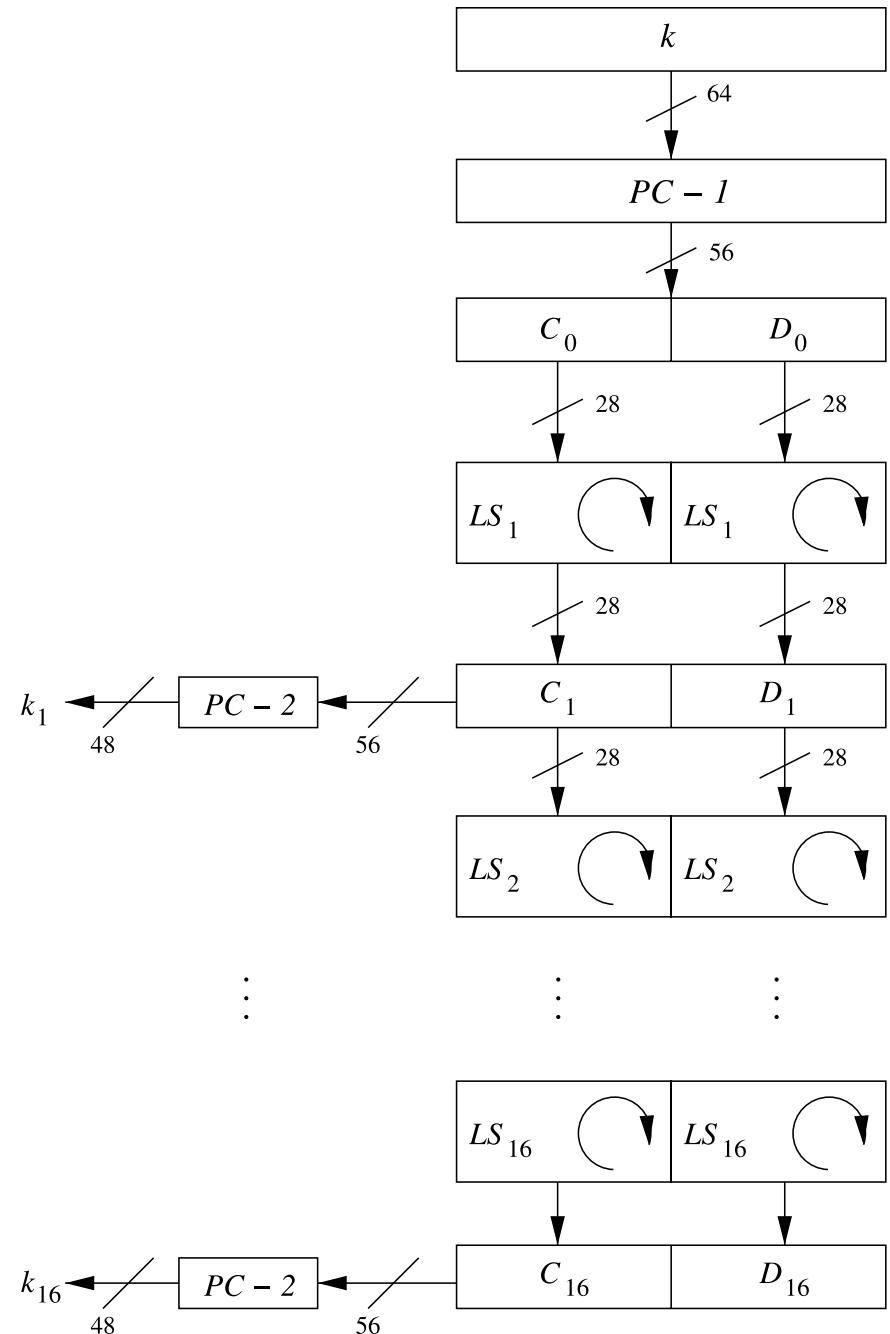 k
64
PC – 1
56
C0 D0
28 28
LS1 LS1
28 28
k1 48 PC – 2 56 C1 D1
28 28
LS2 LS2
⋮ ⋮ ⋮
LS16 LS16
k16 48 PC – 2 56 C16 D16